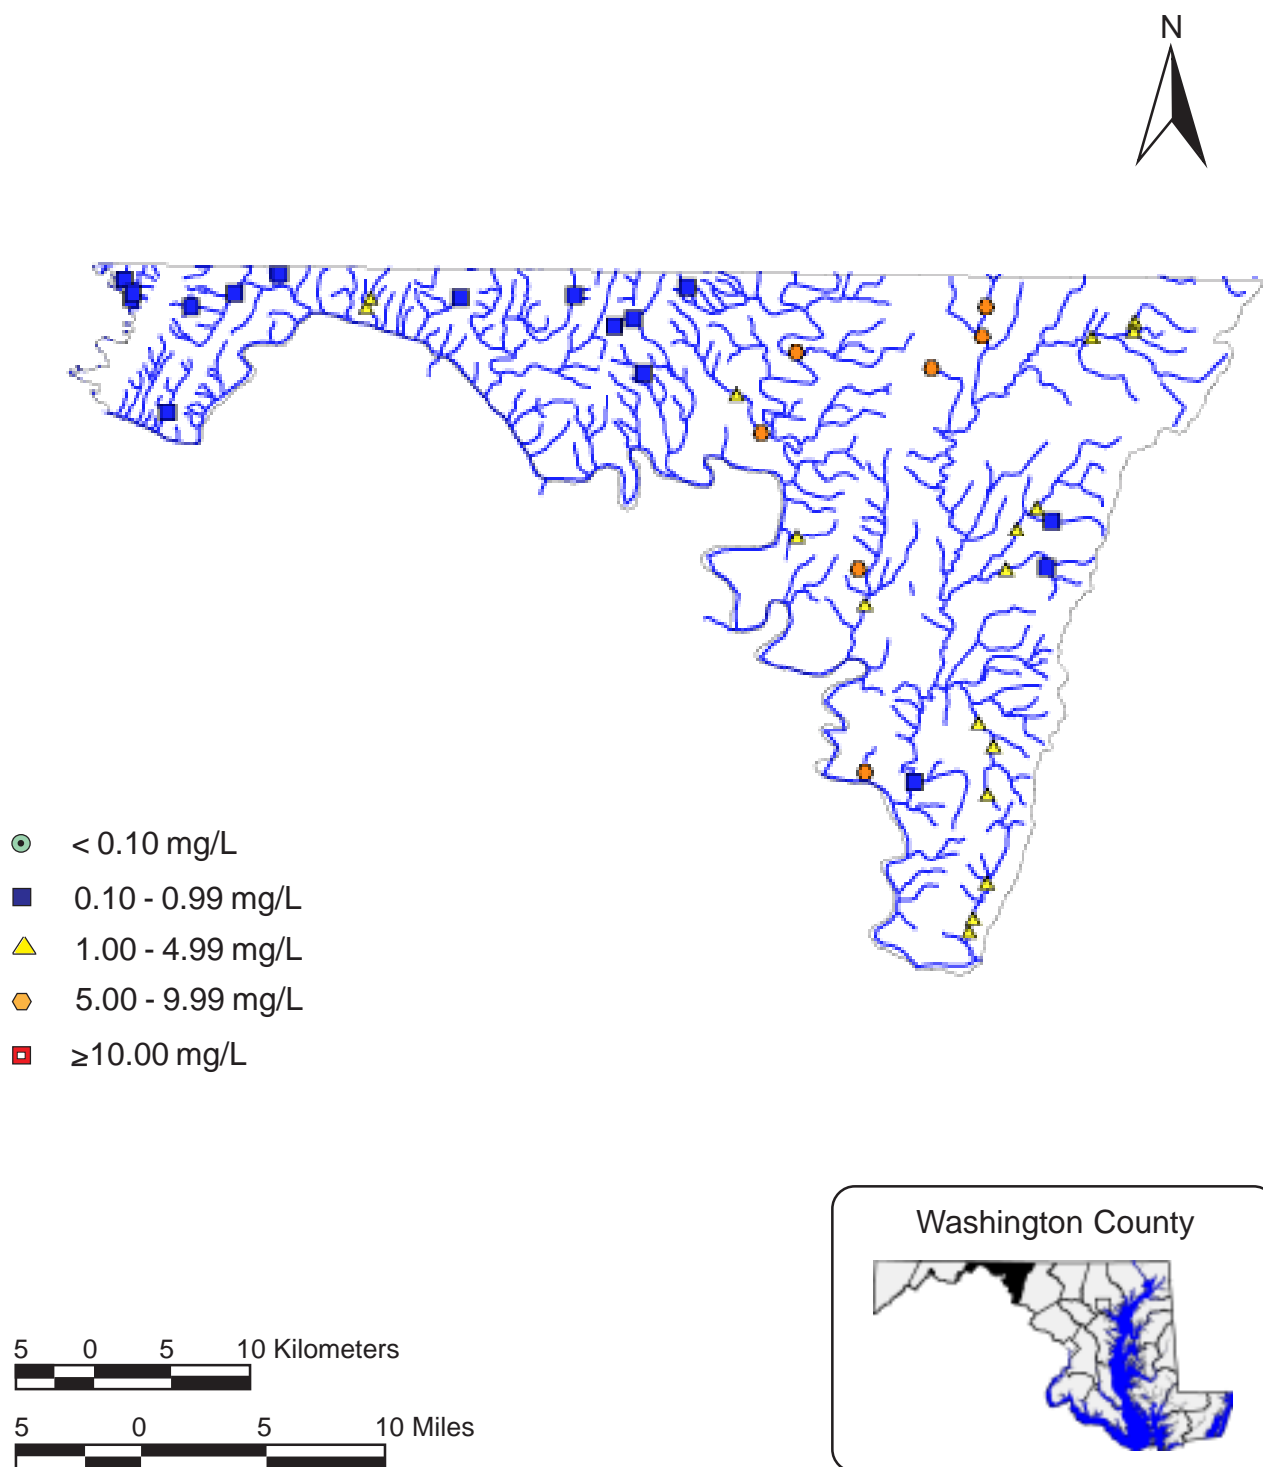 N
< 0.10 mg/L
0.10 - 0.99 mg/L
1.00 - 4.99 mg/L
5.00 - 9.99 mg/L
≥10.00 mg/L
Washington County
5 0 5 10 Kilometers
5 0 5 10 Miles